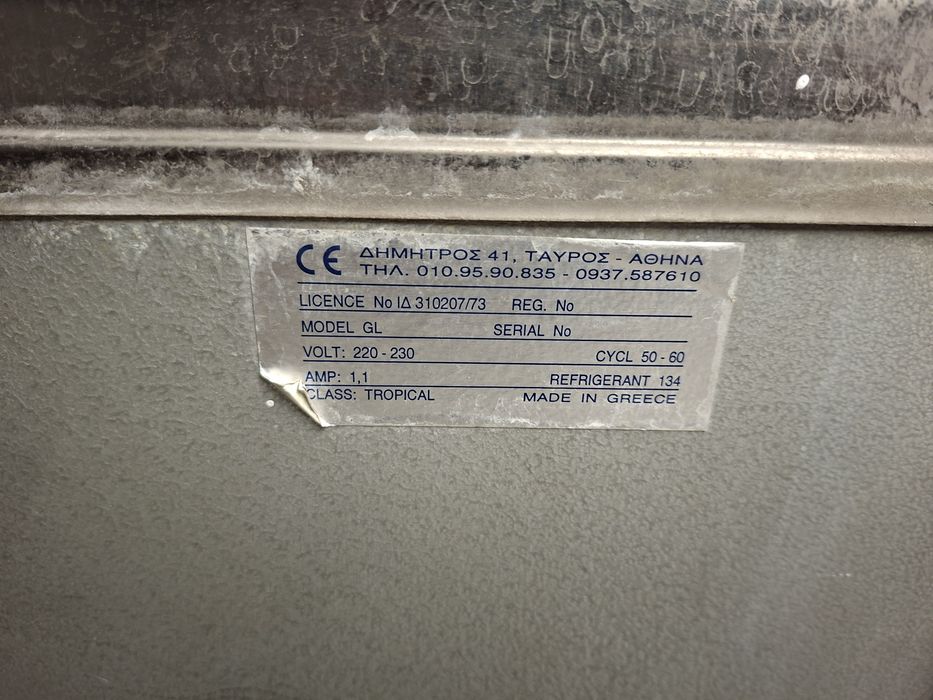 CE ΔΗΜΗΤΡΟΣ 41, ΤΑΥΡΟΣ - ΑΘΗΝΑ
ΤΗΛ. 010.95.90.835 - 0937.587610
LICENCE No ΙΔ 310207/73 REG. No
MODEL GL SERIAL No
VOLT: 220 - 230 CYCL 50 - 60
AMP: 1,1 REFRIGERANT 134
CLASS: TROPICAL MADE IN GREECE